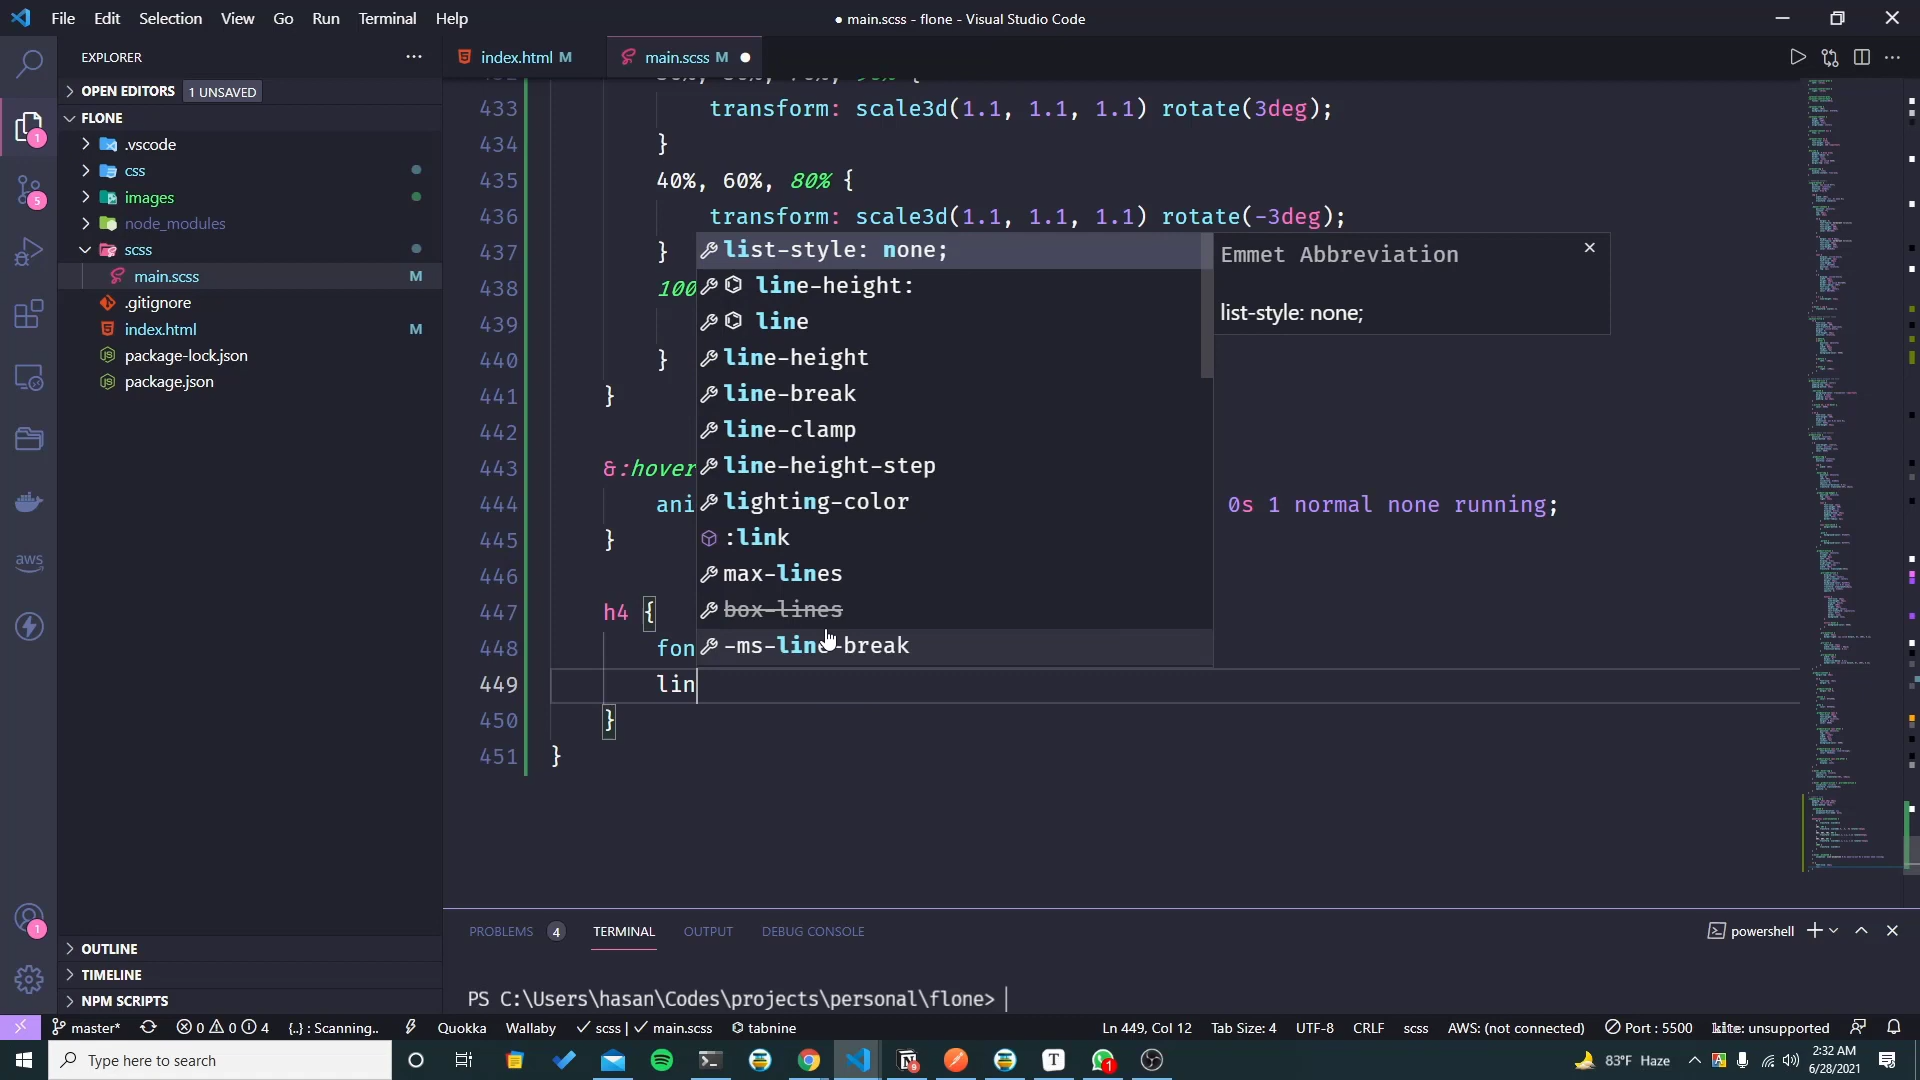 File Edit Selection View Go Run Terminal Help
● main.scss - flone - Visual Studio Code
EXPLORER
OPEN EDITORS 1 UNSAVED
FLONE
.vscode
css
images
node_modules
scss
main.scss M
.gitignore
index.html M
package-lock.json
package.json
OUTLINE
TIMELINE
NPM SCRIPTS
1
5
aws
1
index.html M
main.scss M
433 transform: scale3d(1.1, 1.1, 1.1) rotate(3deg);
434 }
435 40%, 60%, 80% {
436 transform: scale3d(1.1, 1.1, 1.1) rotate(-3deg);
437 }
438 100
439
440 }
441 }
442
443 &:hover
444 ani 0s 1 normal none running;
445 }
446
447 h4 {
448 fon
449 lin
450 }
451 }
list-style: none;
line-height:
line
line-height
line-break
line-clamp
line-height-step
lighting-color
:link
max-lines
box-lines
-ms-line-break
Emmet Abbreviation
list-style: none;
PROBLEMS 4 TERMINAL OUTPUT DEBUG CONSOLE
powershell
PS C:\Users\hasan\Codes\projects\personal\flone>
master* 0 0 4 {..} : Scanning.. Quokka Wallaby scss | main.scss tabnine
Ln 449, Col 12 Tab Size: 4 UTF-8 CRLF scss AWS: (not connected) Port : 5500 kite: unsupported
Type here to search
83°F Haze
2:32 AM
6/28/2021